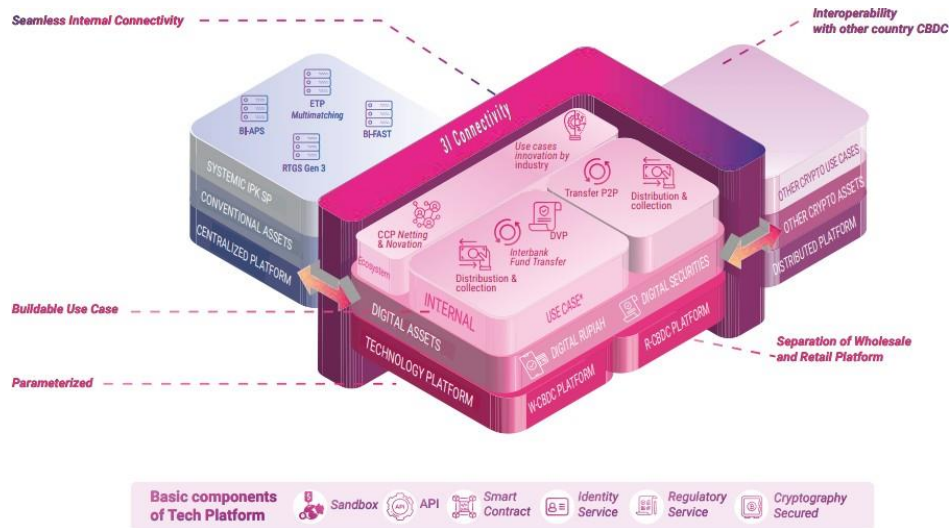 Seamless Internal Connectivity
Interoperability
with other country CBDC
3I Connectivity
ETP
Multimatching
BI-APS
BI-FAST
RTGS Gen 3
SYSTEMIC IPK SP
CONVENTIONAL ASSETS
CENTRALIZED PLATFORM
Use cases
innovation by
industry
Transfer P2P
Distribution &
collection
CCP Netting
& Novation
Ecosystem
DVP
Interbank
Fund Transfer
Distribustion &
collection
INTERNAL
USE CASE*
DIGITAL ASSETS
DIGITAL RUPIAH
DIGITAL SECURITIES
TECHNOLOGY PLATFORM
W-CBDC PLATFORM
R-CBDC PLATFORM
OTHER CRYPTO USE CASES
OTHER CRYPTO ASSETS
DISTRIBUTED PLATFORM
Buildable Use Case
Parameterized
Separation of Wholesale
and Retail Platform
Basic components
of Tech Platform
Sandbox
API
API
Smart
Contract
Identity
Service
Regulatory
Service
Cryptography
Secured